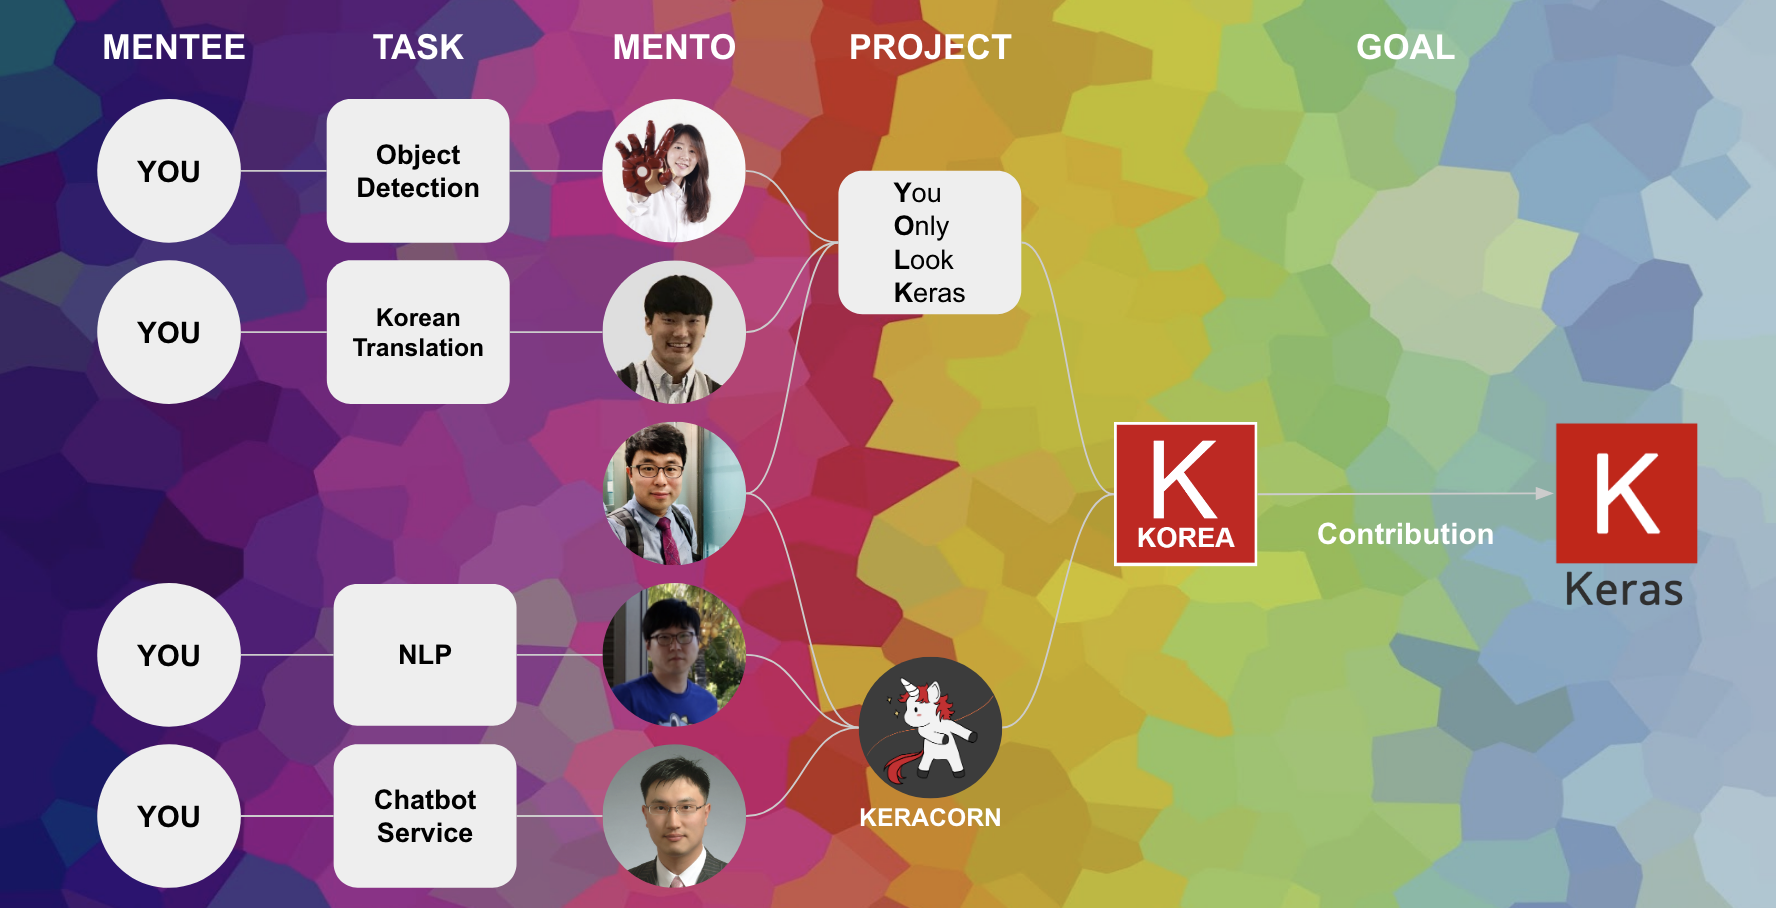 MENTEE
TASK
MENTO
PROJECT
GOAL
YOU
Object
Detection
YOU
Korean
Translation
You
Only
Look
Keras
K
KOREA
Contribution
K
Keras
YOU
NLP
YOU
Chatbot
Service
KERACORN